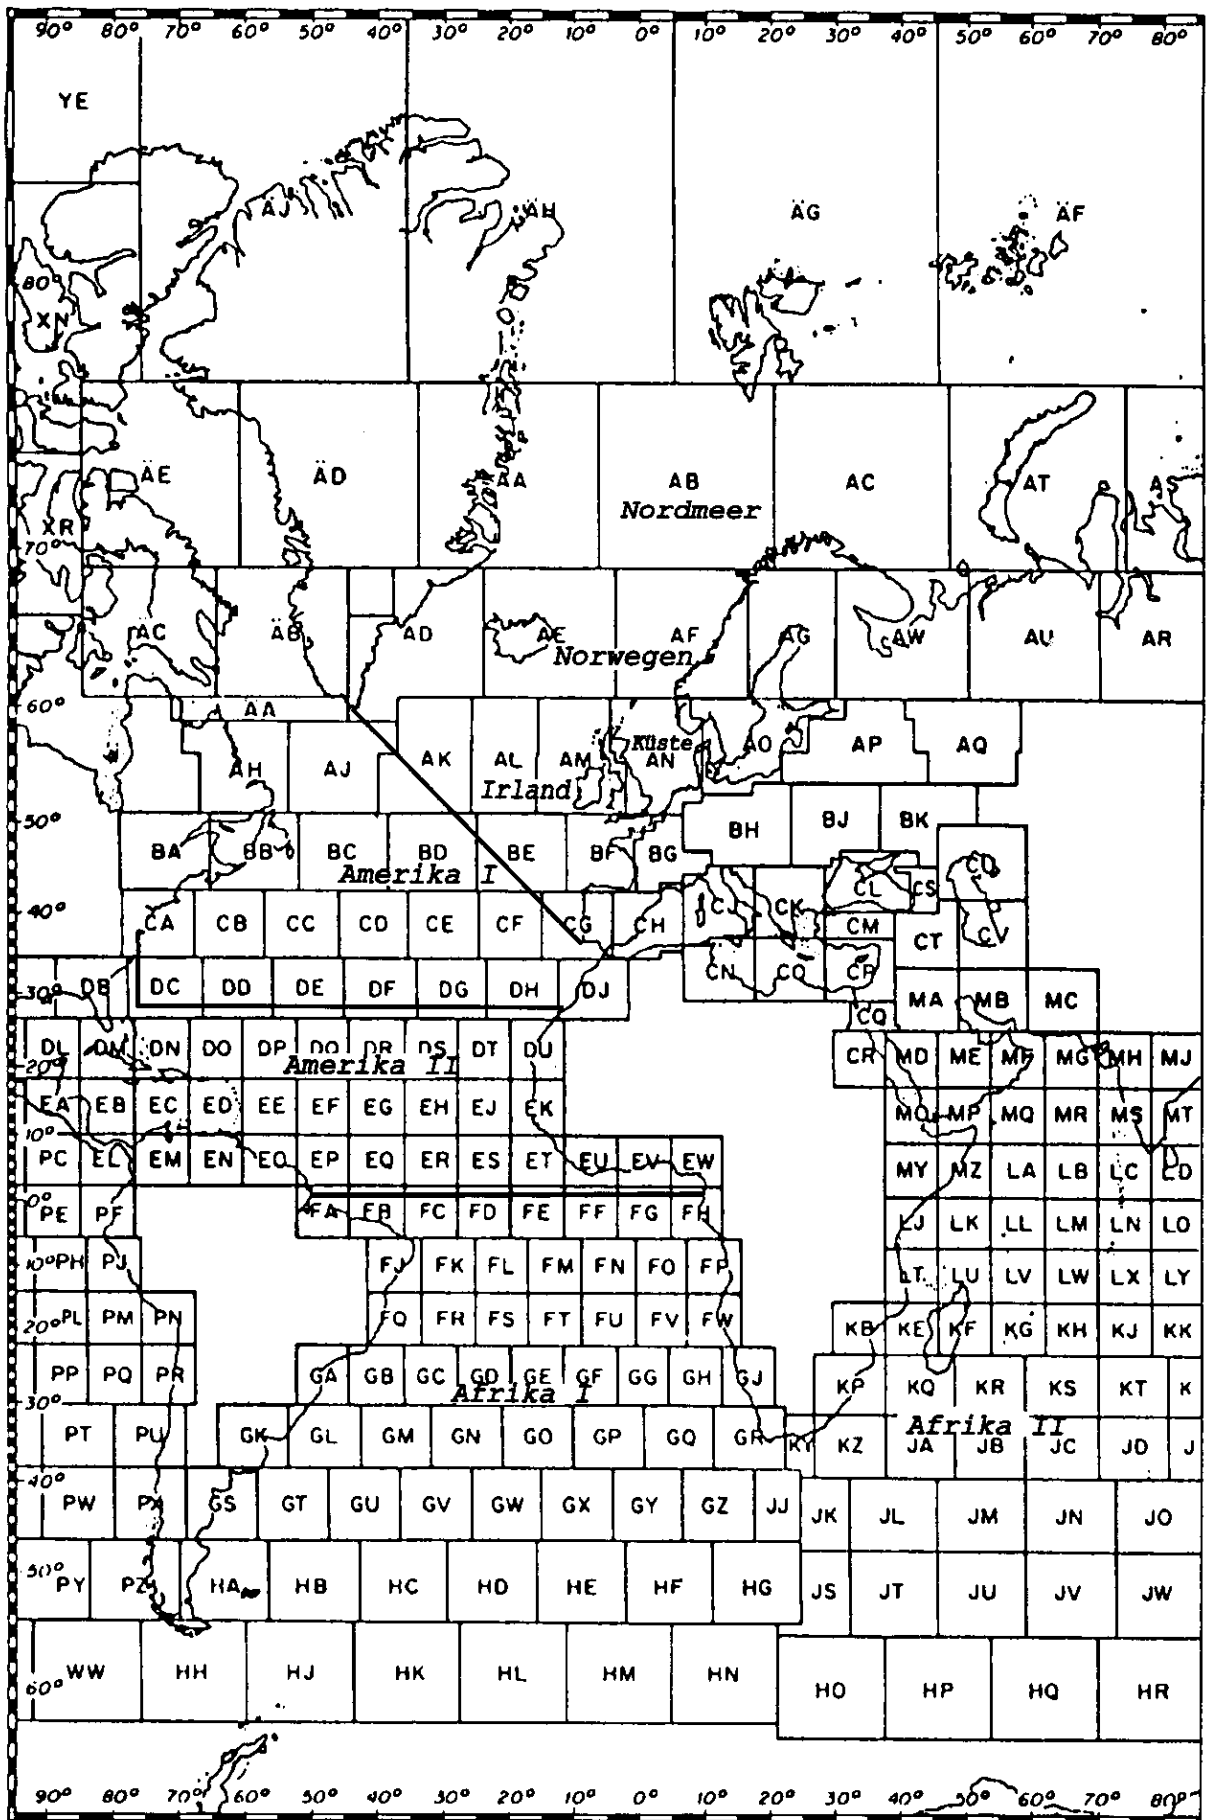 90° 80° 70° 60° 50° 40° 30° 20° 10° 0° 10° 20° 30° 40° 50° 60° 70° 80°
YE
ÄJ ÄH ÄG ÄF
80°
XN
ÄE ÄD ÄA AB AC AT AS
Nordmeer
XR
70°
ÄC ÄB AD AE AF AG AW AU AR
Norwegen
60° AA
Küste
AH AJ AK AL AM AN AO AP AQ
Irland
50°
BA BB BC BD BE BF BG BH BJ BK
Amerika I
CL CS CU
40° CA CB CC CD CE CF CG CH CJ CK CM CT CV
30° DB DC DD DE DF DG DH DJ CN CO CP MA MB MC
CQ
DL DM DN DO DP DQ DR DS DT DU CR MD ME MF MG MH MJ
20° Amerika II
EA EB EC ED EE EF EG EH EJ EK MO MP MQ MR MS MT
10°
PC EL EM EN EO EP EQ ER ES ET EU EV EW MY MZ LA LB LC LD
0°
PE PF FA FB FC FD FE FF FG FH LJ LK LL LM LN LO
10° PH PJ FJ FK FL FM FN FO FP LT LU LV LW LX LY
20° PL PM PN FQ FR FS FT FU FV FW KB KE KF KG KH KJ KK
PP PQ PR GA GB GC GD GE GF GG GH GJ KP KQ KR KS KT K
30° Afrika I
Afrika II
PT PU GK GL GM GN GO GP GQ GR KY KZ JA JB JC JD J
40°
PW PX GS GT GU GV GW GX GY GZ JJ JK JL JM JN JO
50°
PY PZ HA HB HC HD HE HF HG JS JT JU JV JW
60° WW HH HJ HK HL HM HN HO HP HQ HR
90° 80° 70° 60° 50° 40° 30° 20° 10° 0° 10° 20° 30° 40° 50° 60° 70° 80°